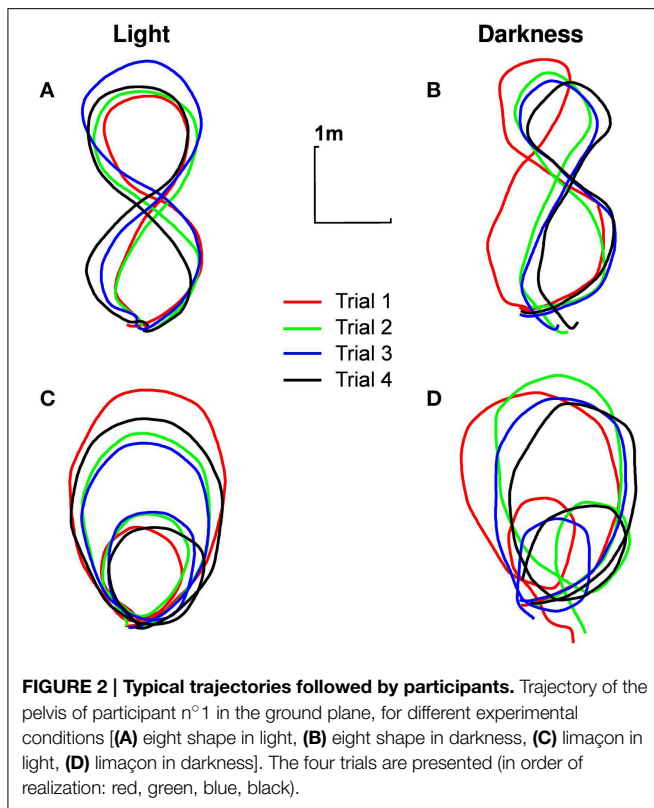 Light
Darkness
A
B
1m
Trial 1
Trial 2
Trial 3
Trial 4
C
D
FIGURE 2 | Typical trajectories followed by participants. Trajectory of the
pelvis of participant n°1 in the ground plane, for different experimental
conditions [(A) eight shape in light, (B) eight shape in darkness, (C) limaçon in
light, (D) limaçon in darkness]. The four trials are presented (in order of
realization: red, green, blue, black).